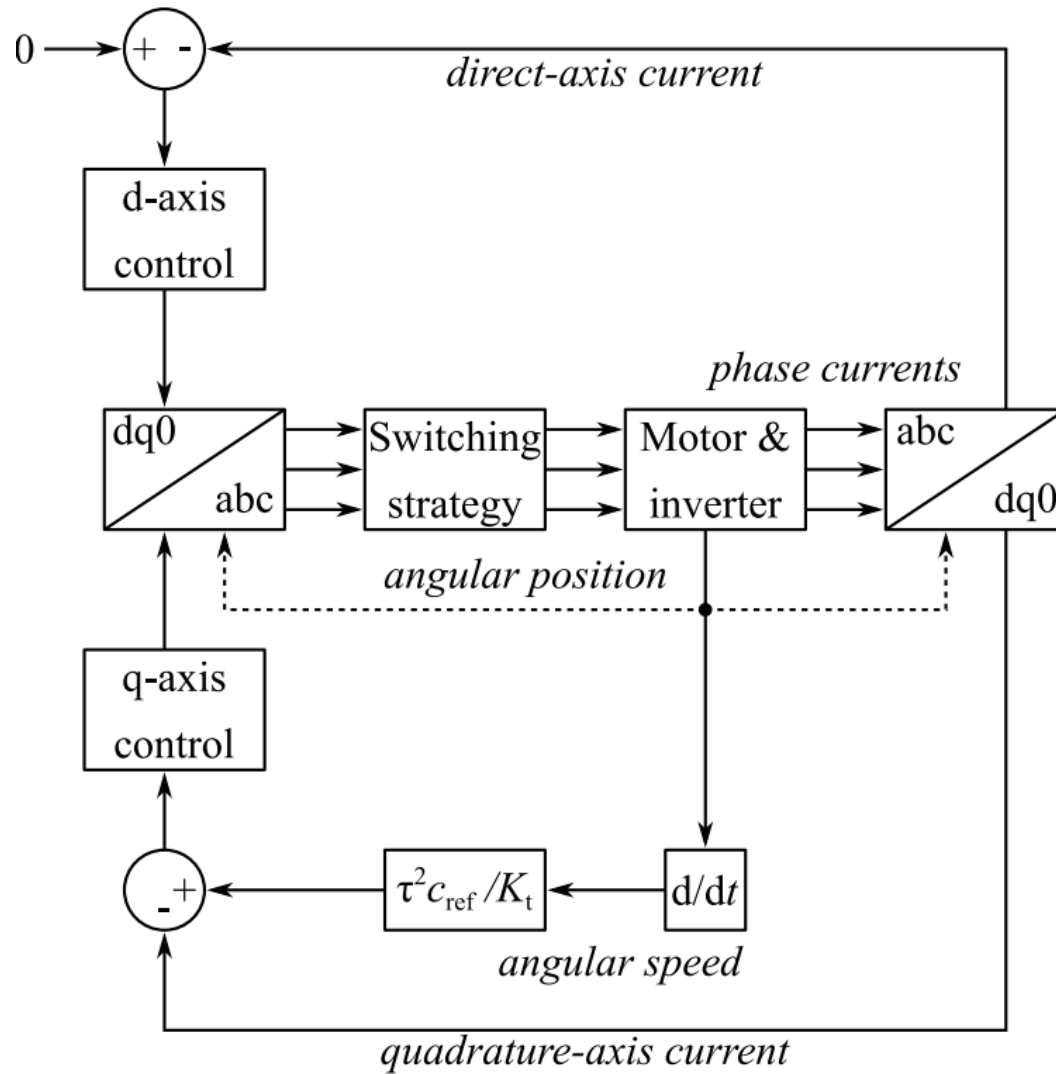 0
+ -
direct-axis current
d-axis
control
phase currents
dq0
abc
Switching
strategy
Motor &
inverter
abc
dq0
angular position
q-axis
control
+
-
τ²c_ref /K_t
d/dt
angular speed
quadrature-axis current